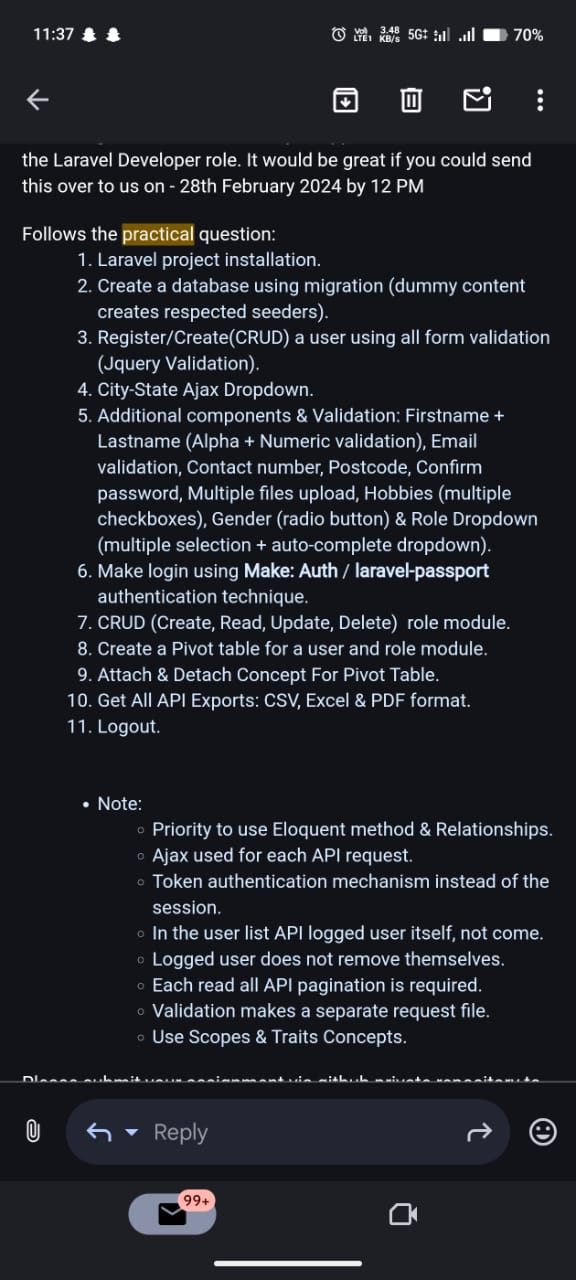 11:37
Vo)) LTE1 3.48 KB/s 5G 70%
the Laravel Developer role. It would be great if you could send
this over to us on - 28th February 2024 by 12 PM
Follows the practical question:
1. Laravel project installation.
2. Create a database using migration (dummy content
creates respected seeders).
3. Register/Create(CRUD) a user using all form validation
(Jquery Validation).
4. City-State Ajax Dropdown.
5. Additional components & Validation: Firstname +
Lastname (Alpha + Numeric validation), Email
validation, Contact number, Postcode, Confirm
password, Multiple files upload, Hobbies (multiple
checkboxes), Gender (radio button) & Role Dropdown
(multiple selection + auto-complete dropdown).
6. Make login using Make: Auth / laravel-passport
authentication technique.
7. CRUD (Create, Read, Update, Delete)  role module.
8. Create a Pivot table for a user and role module.
9. Attach & Detach Concept For Pivot Table.
10. Get All API Exports: CSV, Excel & PDF format.
11. Logout.
• Note:
○ Priority to use Eloquent method & Relationships.
○ Ajax used for each API request.
○ Token authentication mechanism instead of the
session.
○ In the user list API logged user itself, not come.
○ Logged user does not remove themselves.
○ Each read all API pagination is required.
○ Validation makes a separate request file.
○ Use Scopes & Traits Concepts.
Please submit your assignment via github private repository to
Reply
99+